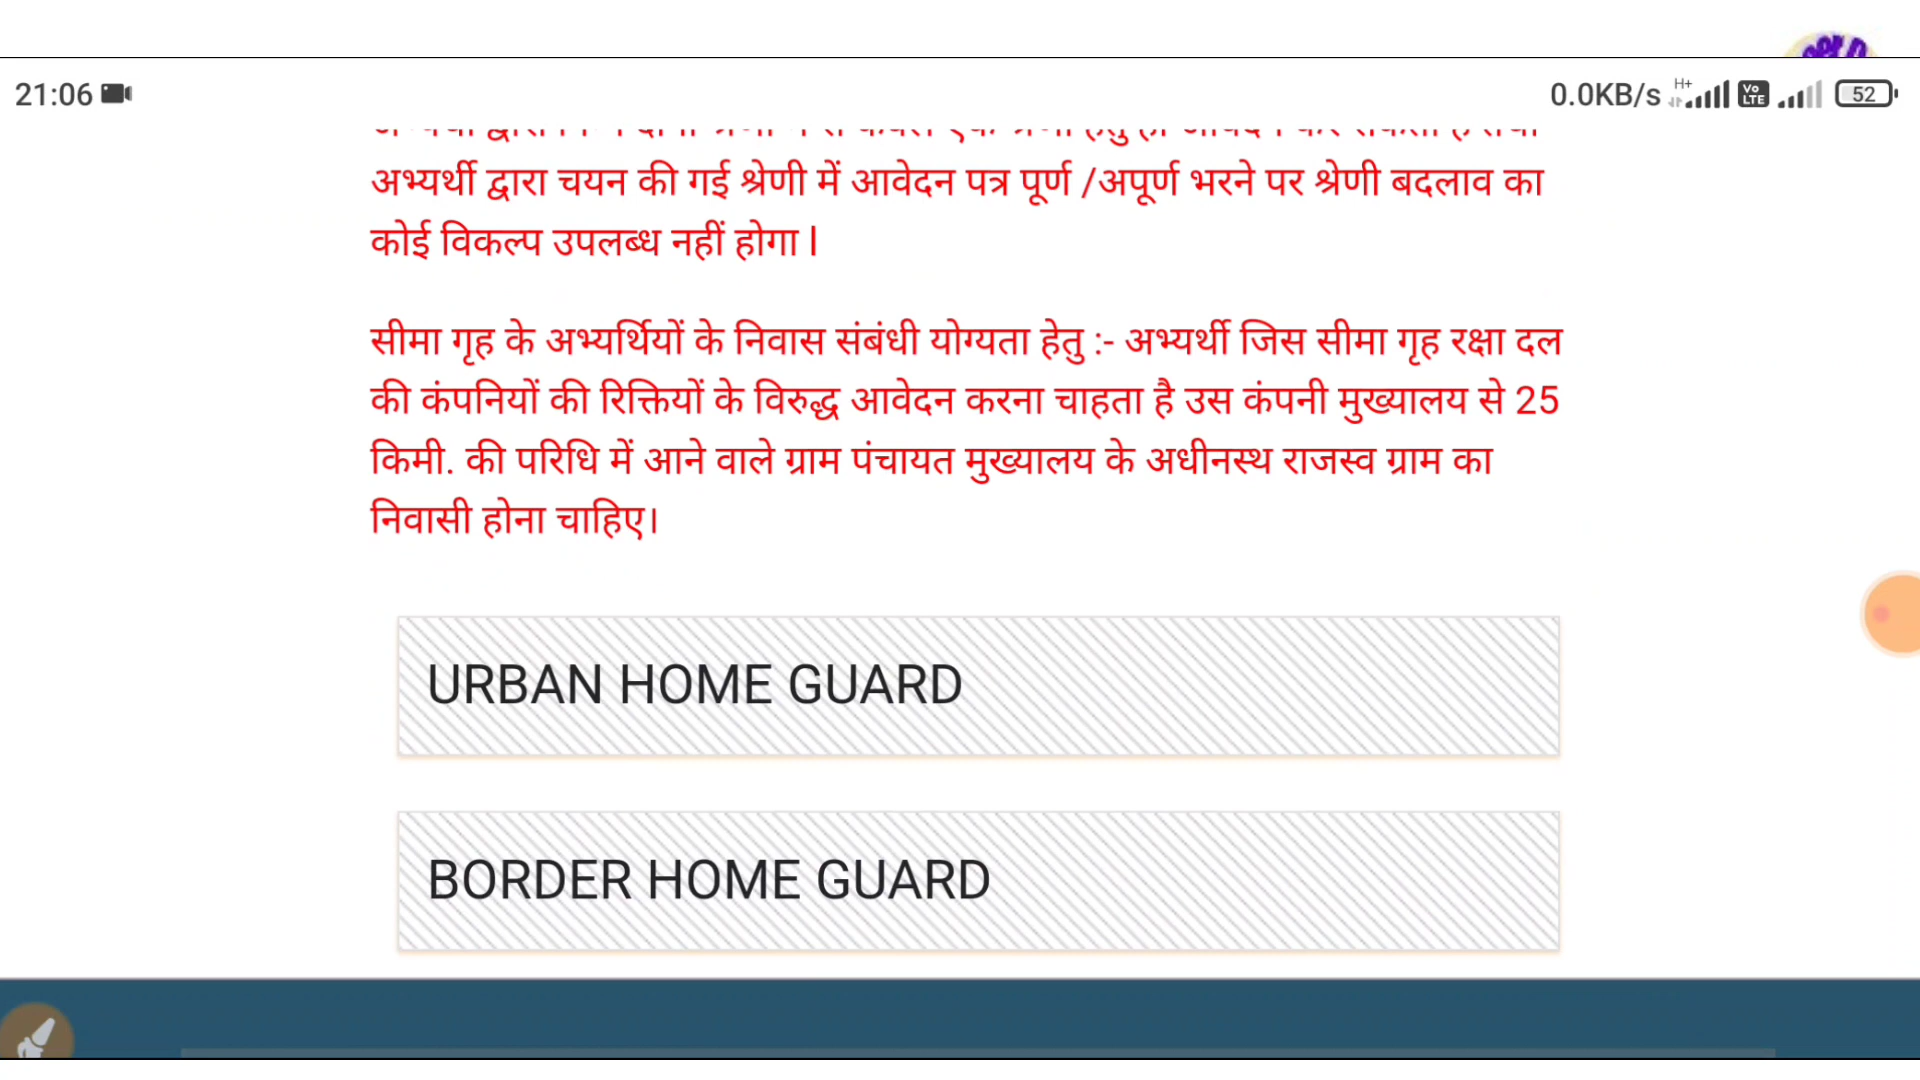 21:06
0.0KB/s H+ Vo LTE 52
अभ्यर्थी द्वारा चयन की गई श्रेणी में आवेदन पत्र पूर्ण /अपूर्ण भरने पर श्रेणी बदलाव का
कोई विकल्प उपलब्ध नहीं होगा।
सीमा गृह के अभ्यर्थियों के निवास संबंधी योग्यता हेतु :- अभ्यर्थी जिस सीमा गृह रक्षा दल
की कंपनियों की रिक्तियों के विरुद्ध आवेदन करना चाहता है उस कंपनी मुख्यालय से 25
किमी. की परिधि में आने वाले ग्राम पंचायत मुख्यालय के अधीनस्थ राजस्व ग्राम का
निवासी होना चाहिए।
URBAN HOME GUARD
BORDER HOME GUARD